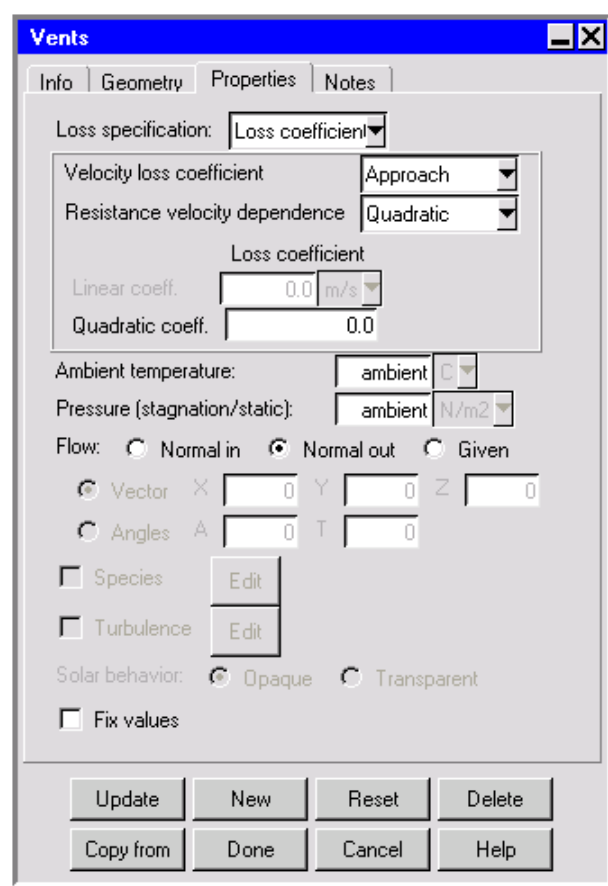 Vents
Info Geometry Properties Notes
Loss specification: Loss coefficient
Velocity loss coefficient Approach
Resistance velocity dependence Quadratic
Loss coefficient
Linear coeff. 0.0 m/s
Quadratic coeff. 0.0
Ambient temperature: ambient C
Pressure (stagnation/static): ambient N/m2
Flow: Normal in Normal out Given
Vector X 0 Y 0 Z 0
Angles A 0 T 0
Species Edit
Turbulence Edit
Solar behavior: Opaque Transparent
Fix values
Update New Reset Delete
Copy from Done Cancel Help